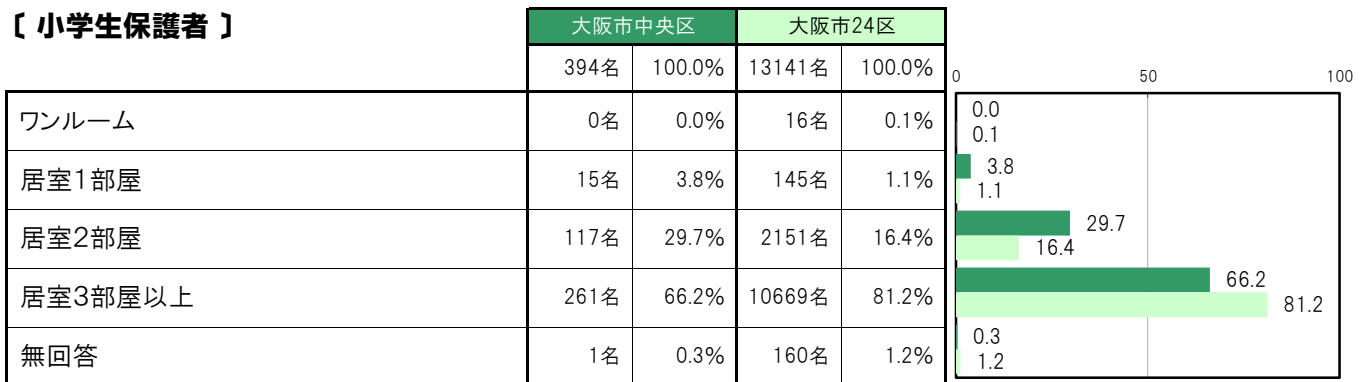 〔 小学生保護者 〕
大阪市中央区 大阪市24区
394名 100.0% 13141名 100.0%
0 50 100
ワンルーム 0名 0.0% 16名 0.1%
0.0
0.1
居室1部屋 15名 3.8% 145名 1.1%
3.8
1.1
居室2部屋 117名 29.7% 2151名 16.4%
29.7
16.4
居室3部屋以上 261名 66.2% 10669名 81.2%
66.2
81.2
無回答 1名 0.3% 160名 1.2%
0.3
1.2